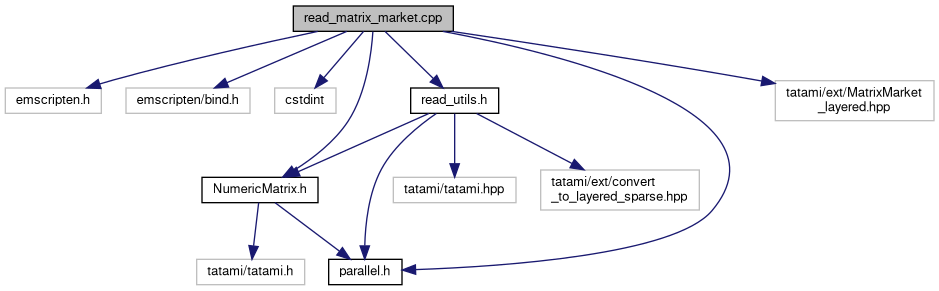 read_matrix_market.cpp
emscripten.h
emscripten/bind.h
cstdint
read_utils.h
tatami/ext/MatrixMarket
_layered.hpp
NumericMatrix.h
tatami/tatami.hpp
tatami/ext/convert
_to_layered_sparse.hpp
tatami/tatami.h
parallel.h